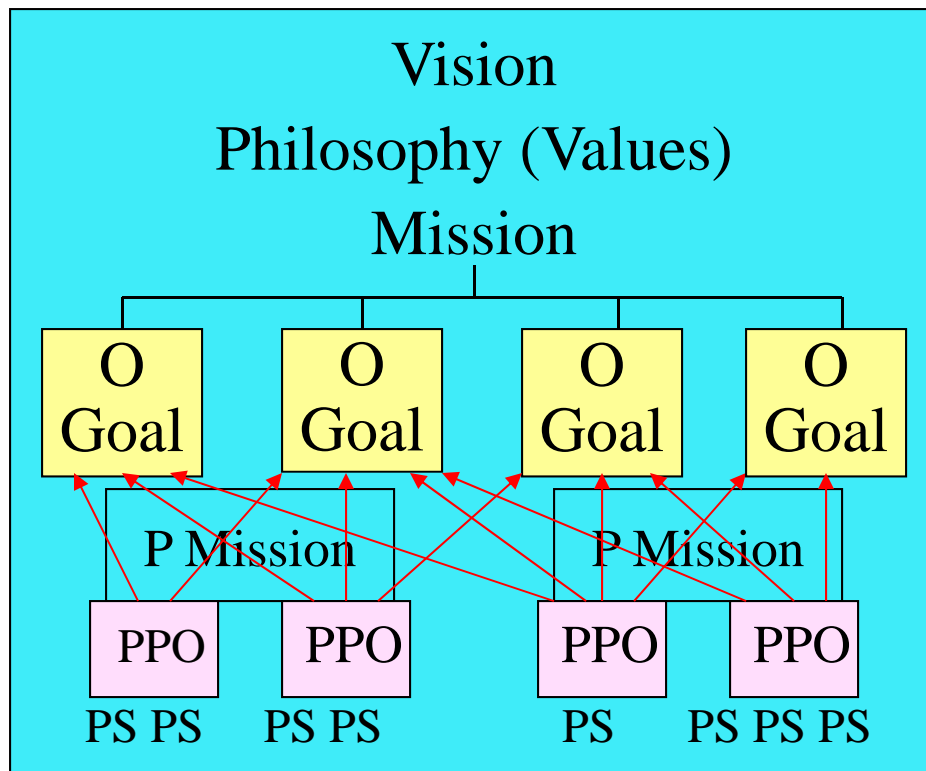 Vision
Philosophy (Values)
Mission
O Goal
O Goal
O Goal
O Goal
P Mission
P Mission
PPO
PPO
PPO
PPO
PS PS
PS PS
PS
PS PS PS